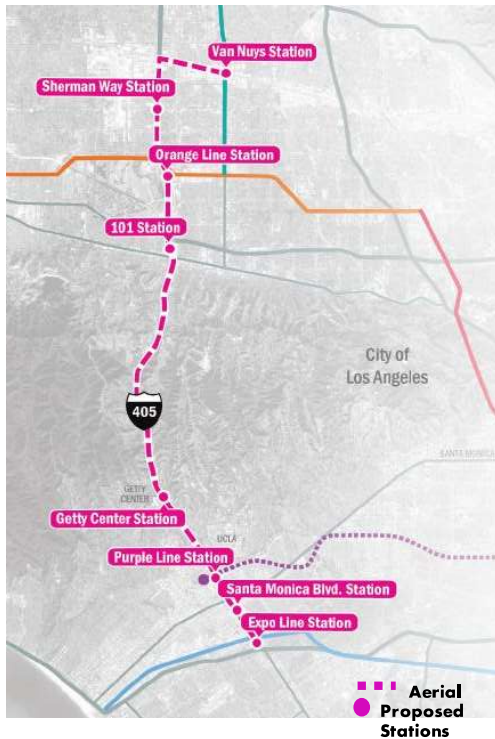 Van Nuys Station
Sherman Way Station
Orange Line Station
101 Station
City of
Los Angeles
405
GETTY
CENTER
Getty Center Station
SANTA MONICA
UCLA
Purple Line Station
Santa Monica Blvd. Station
Expo Line Station
Aerial
Proposed
Stations